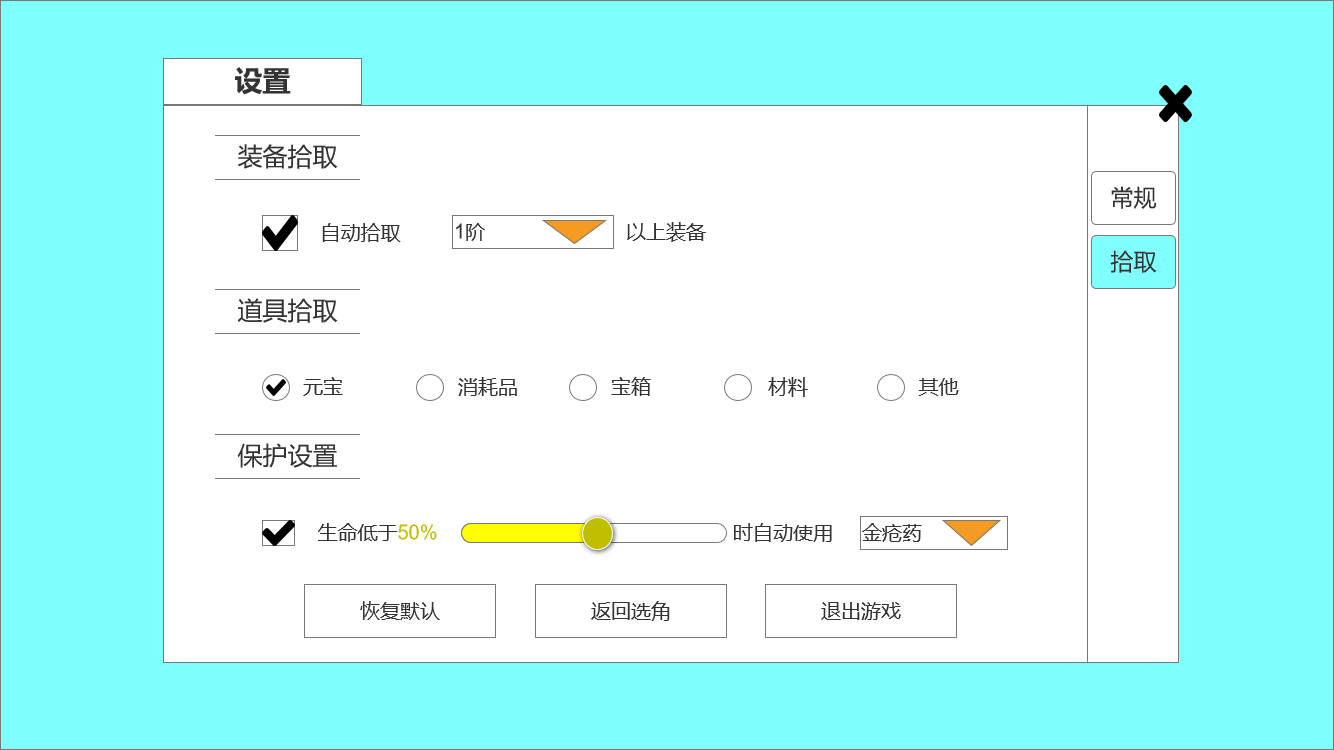 设置
装备拾取
自动拾取 1阶 以上装备
道具拾取
元宝 消耗品 宝箱 材料 其他
保护设置
生命低于50% 时自动使用 金疮药
恢复默认 返回选角 退出游戏
常规
拾取